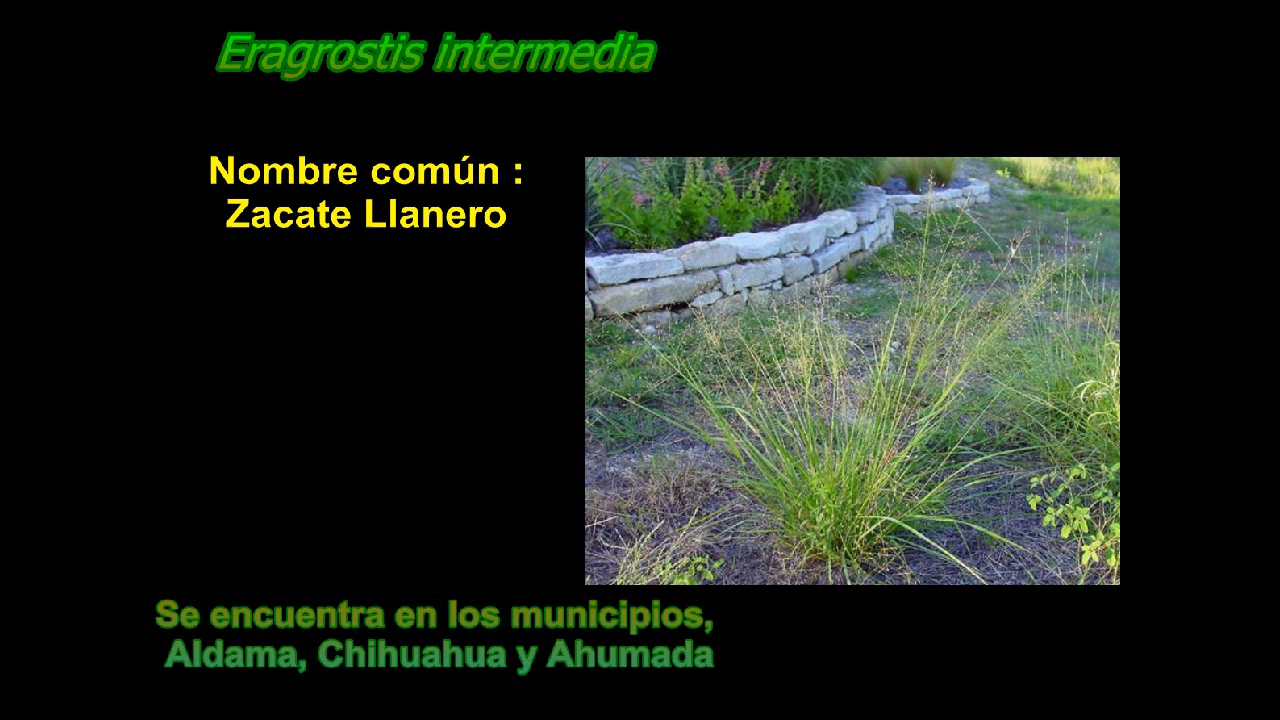 Eragrostis intermedia
Nombre común :
Zacate Llanero
Se encuentra en los municipios,
Aldama, Chihuahua y Ahumada